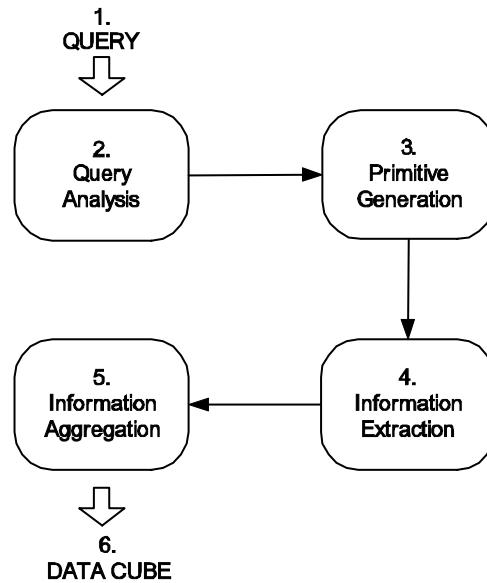 1.
QUERY
2.
Query
Analysis
3.
Primitive
Generation
4.
Information
Extraction
5.
Information
Aggregation
6.
DATA CUBE